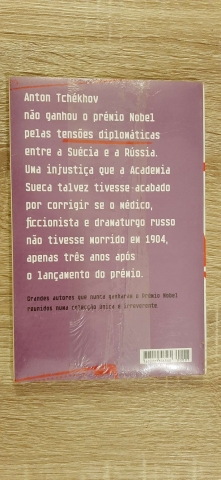 Anton Tchékhov
não ganhou o prémio Nobel
pelas tensões diplomáticas
entre a Suécia e a Rússia.
Uma injustiça que a Academia
Sueca talvez tivesse acabado
por corrigir se o médico,
ficcionista e dramaturgo russo
não tivesse morrido em 1904,
apenas três anos após
o lançamento do prémio.
Grandes autores que nunca ganharam o Prémio Nobel
reunidos numa colecção única e irreverente